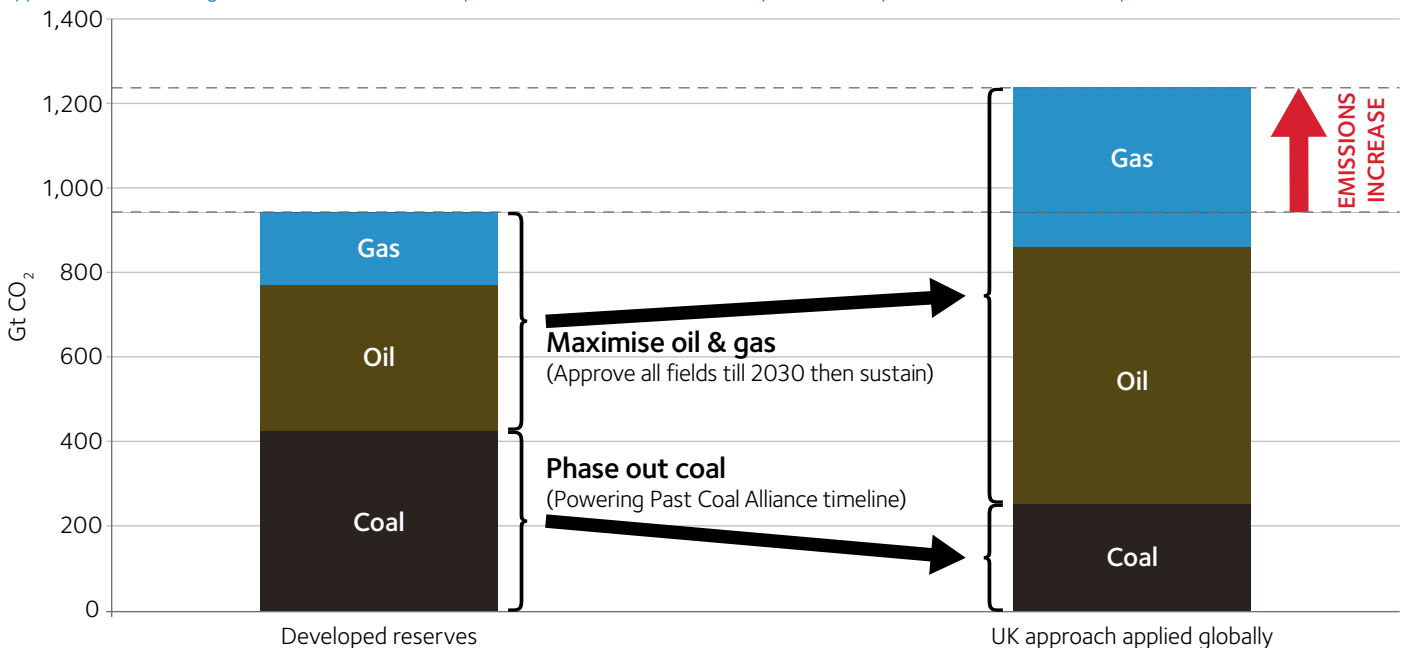 1,400
1,200
1,000
800
600
400
200
0
Gt CO₂
Gas
Oil
Coal
Maximise oil & gas
(Approve all fields till 2030 then sustain)
Phase out coal
(Powering Past Coal Alliance timeline)
Gas
Oil
Coal
EMISSIONS
INCREASE
Developed reserves
UK approach applied globally